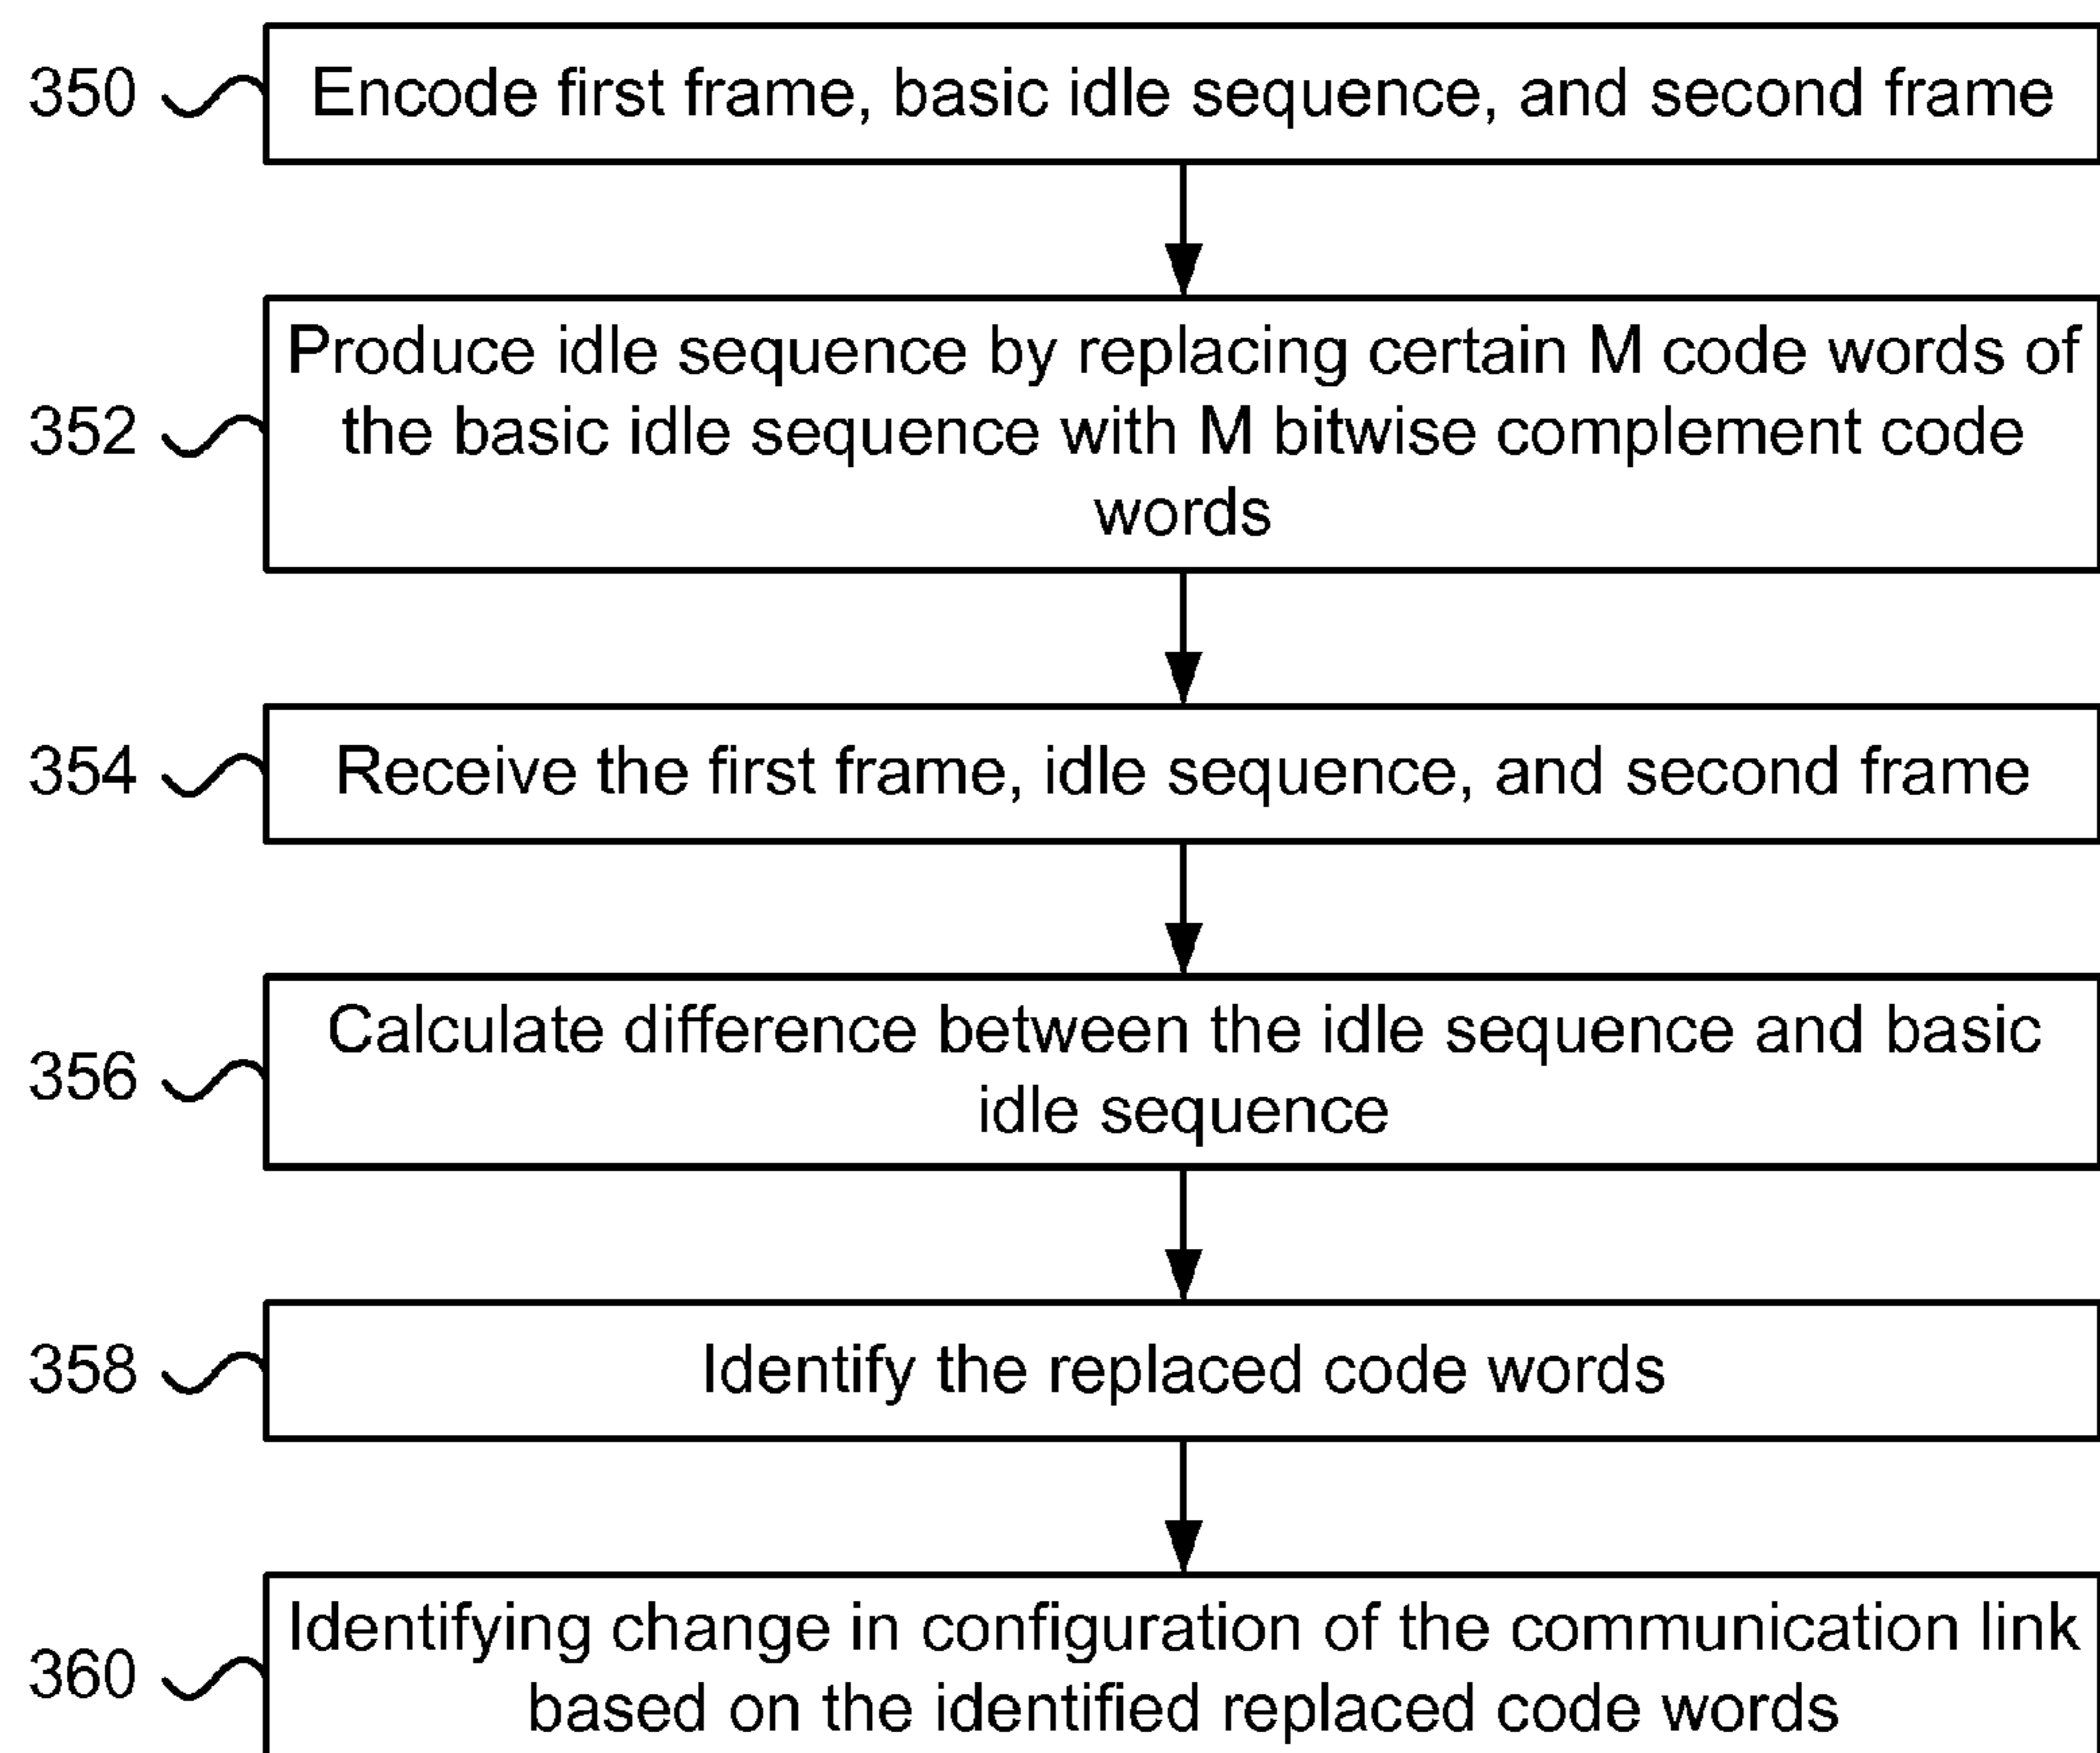 350
Encode first frame, basic idle sequence, and second frame
352
Produce idle sequence by replacing certain M code words of
the basic idle sequence with M bitwise complement code
words
354
Receive the first frame, idle sequence, and second frame
356
Calculate difference between the idle sequence and basic
idle sequence
358
Identify the replaced code words
360
Identifying change in configuration of the communication link
based on the identified replaced code words